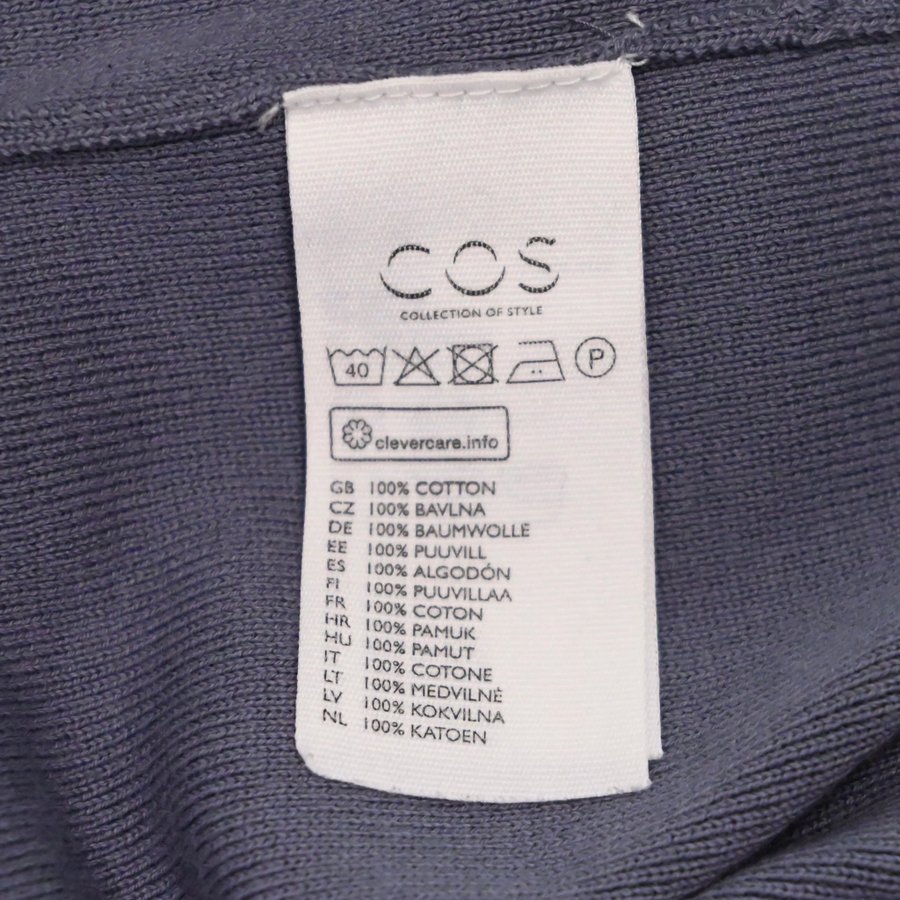 COS
COLLECTION OF STYLE
40 P
clevercare.info
GB 100% COTTON
CZ 100% BAVLNA
DE 100% BAUMWOLLE
EE 100% PUUVILL
ES 100% ALGODÓN
FI 100% PUUVILLAA
FR 100% COTON
HR 100% PAMUK
HU 100% PAMUT
IT 100% COTONE
LT 100% MEDVILNĖ
LV 100% KOKVILNA
NL 100% KATOEN